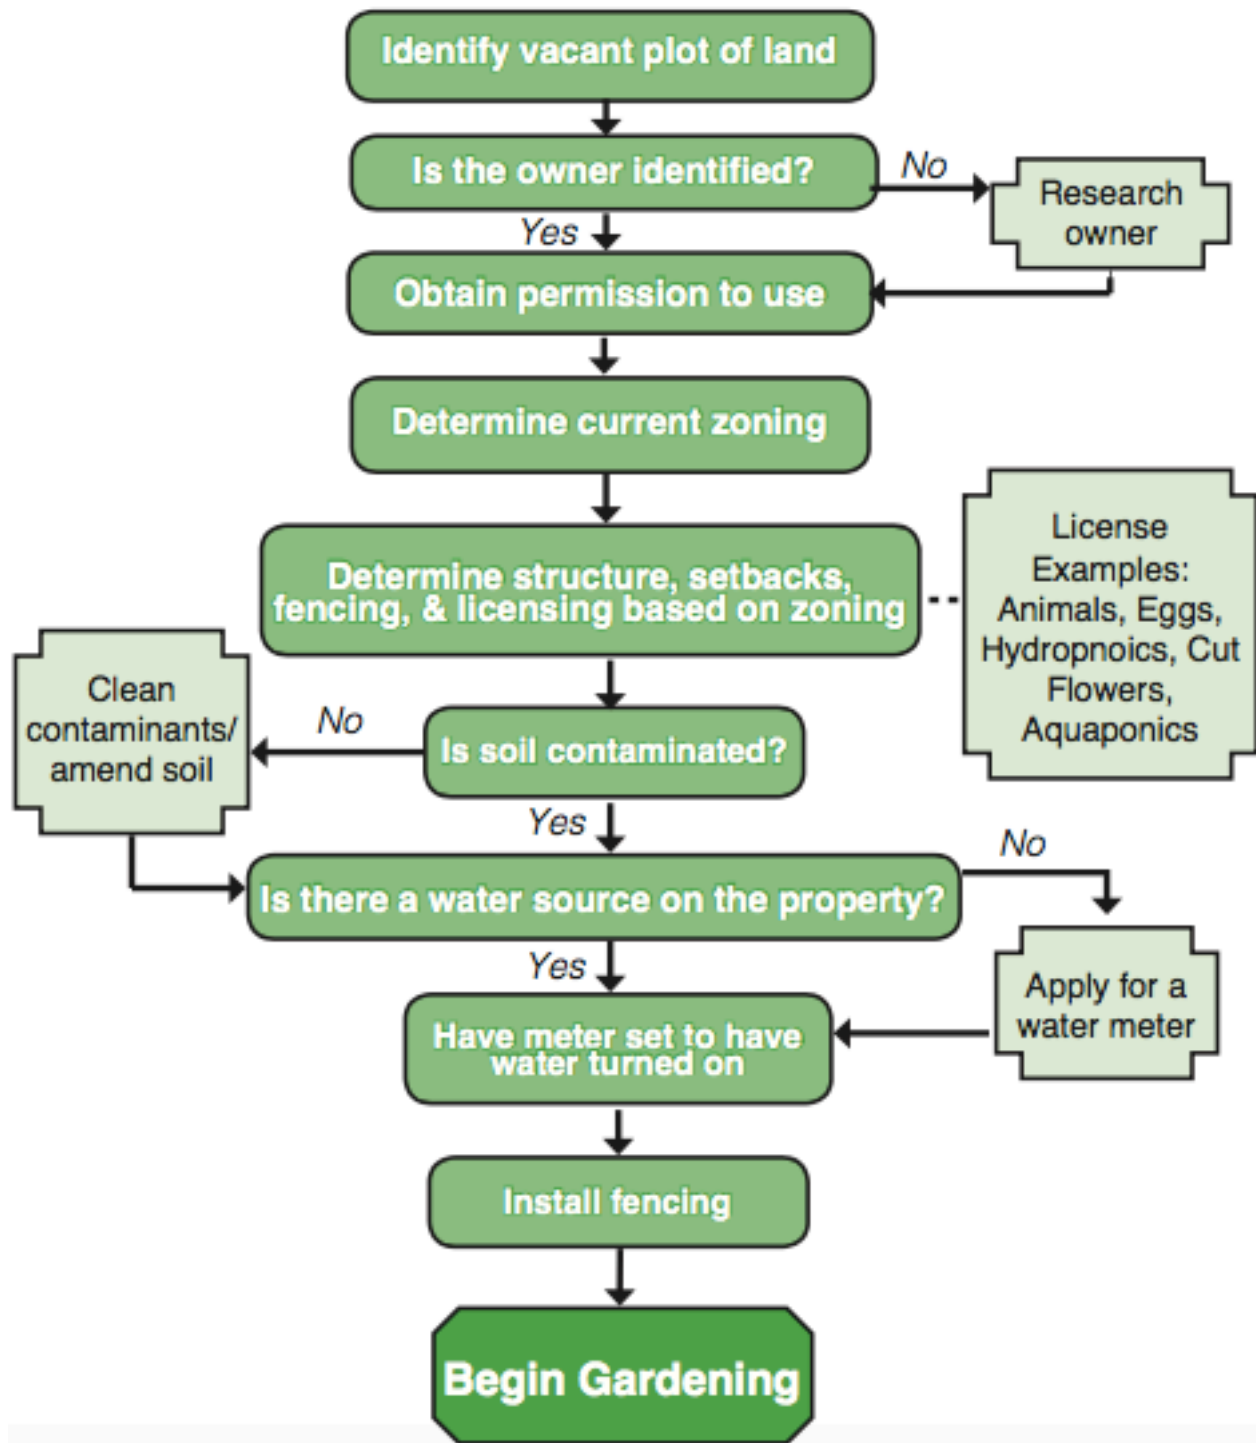 Identify vacant plot of land
Is the owner identified?
No
Research
owner
Yes
Obtain permission to use
Determine current zoning
Determine structure, setbacks,
fencing, & licensing based on zoning
License
Examples:
Animals, Eggs,
Hydropnoics, Cut
Flowers,
Aquaponics
Is soil contaminated?
No
Clean
contaminants/
amend soil
Yes
Is there a water source on the property?
No
Apply for a
water meter
Yes
Have meter set to have
water turned on
Install fencing
Begin Gardening